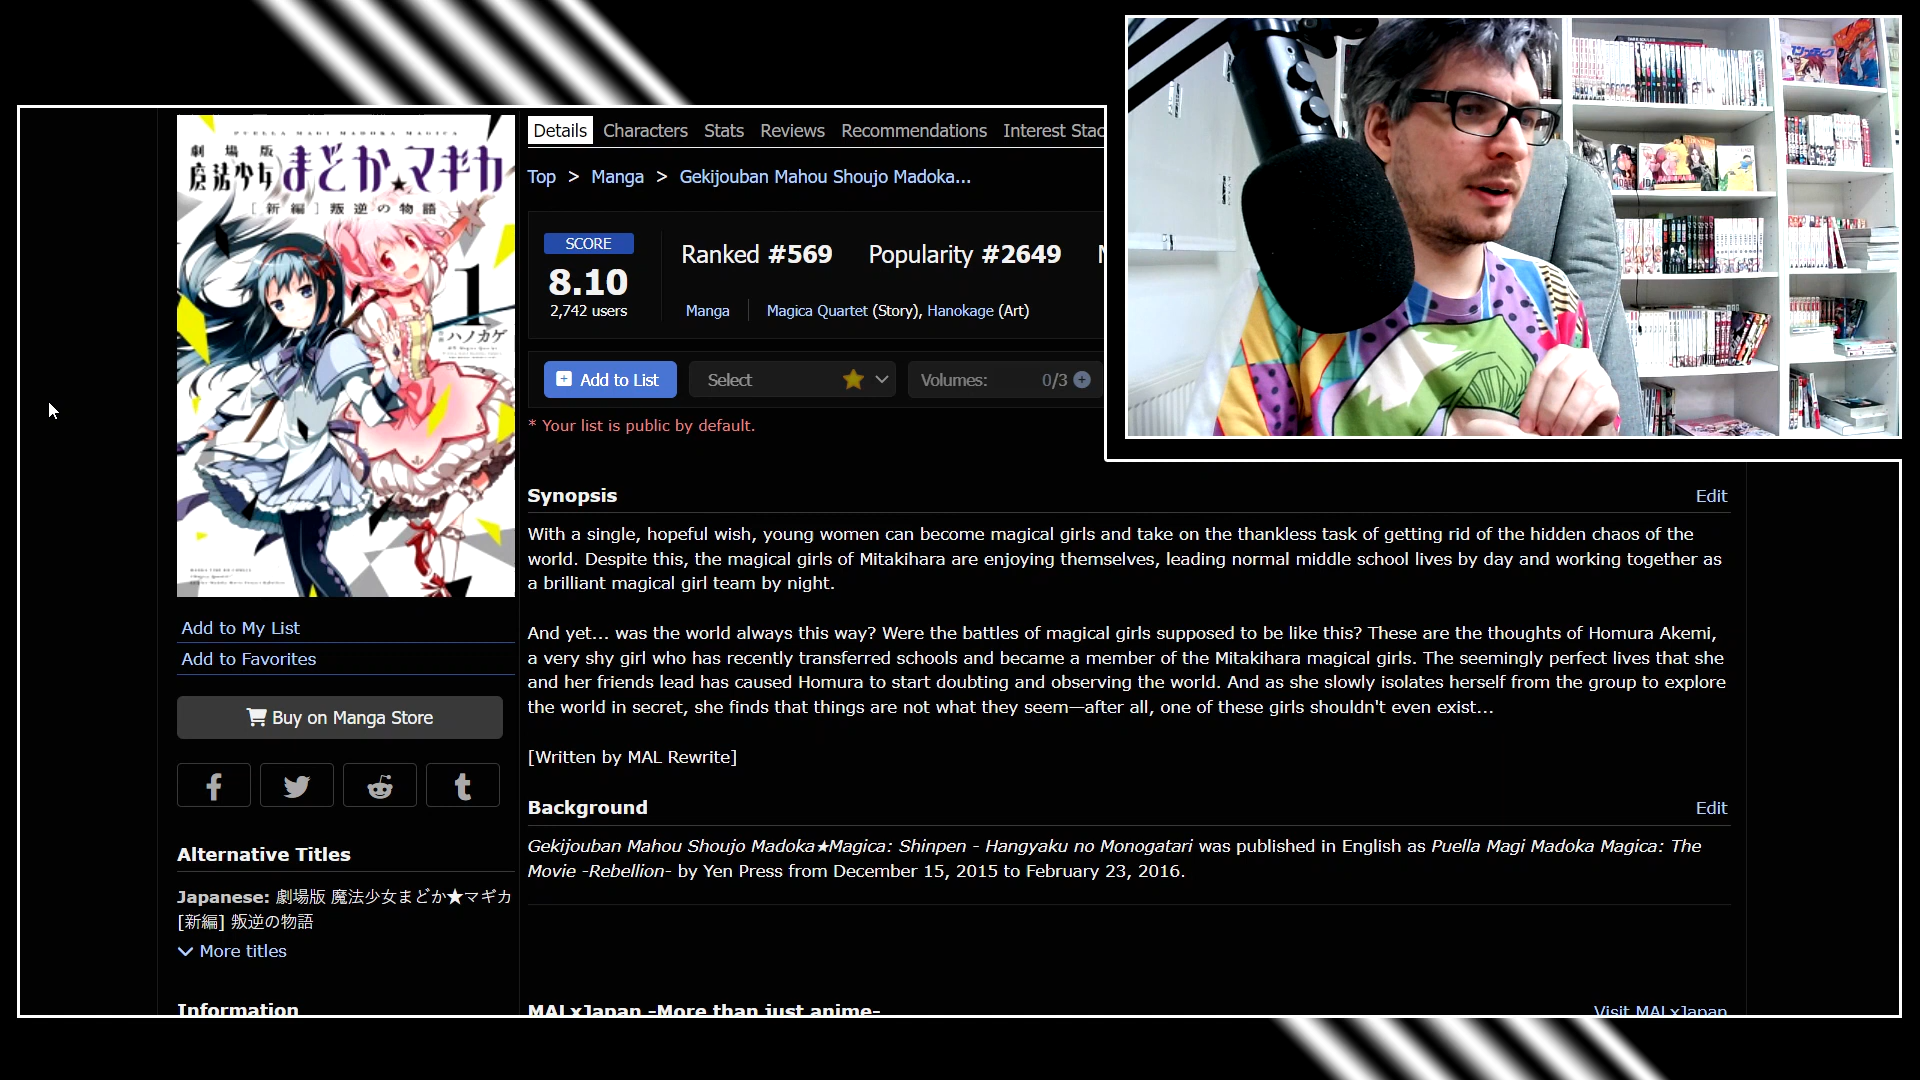 PUELLA MAGI MADOKA MAGICA
劇場版
魔法少女まどか★マギカ
[新編]叛逆の物語
1
ハノカゲ
Add to My List
Add to Favorites
Buy on Manga Store
Alternative Titles
Japanese: 劇場版 魔法少女まどか★マギカ
[新編] 叛逆の物語
More titles
Information
Details Characters Stats Reviews Recommendations Interest Stac
Top > Manga > Gekijouban Mahou Shoujo Madoka...
SCORE
8.10
2,742 users
Ranked #569 Popularity #2649
Manga Magica Quartet (Story), Hanokage (Art)
Add to List Select Volumes: 0/3
* Your list is public by default.
Synopsis Edit
With a single, hopeful wish, young women can become magical girls and take on the thankless task of getting rid of the hidden chaos of the
world. Despite this, the magical girls of Mitakihara are enjoying themselves, leading normal middle school lives by day and working together as
a brilliant magical girl team by night.
And yet... was the world always this way? Were the battles of magical girls supposed to be like this? These are the thoughts of Homura Akemi,
a very shy girl who has recently transferred schools and became a member of the Mitakihara magical girls. The seemingly perfect lives that she
and her friends lead has caused Homura to start doubting and observing the world. And as she slowly isolates herself from the group to explore
the world in secret, she finds that things are not what they seem—after all, one of these girls shouldn't even exist...
[Written by MAL Rewrite]
Background Edit
Gekijouban Mahou Shoujo Madoka★Magica: Shinpen - Hangyaku no Monogatari was published in English as Puella Magi Madoka Magica: The
Movie -Rebellion- by Yen Press from December 15, 2015 to February 23, 2016.
MALxJapan -More than just anime- Visit MALxJapan